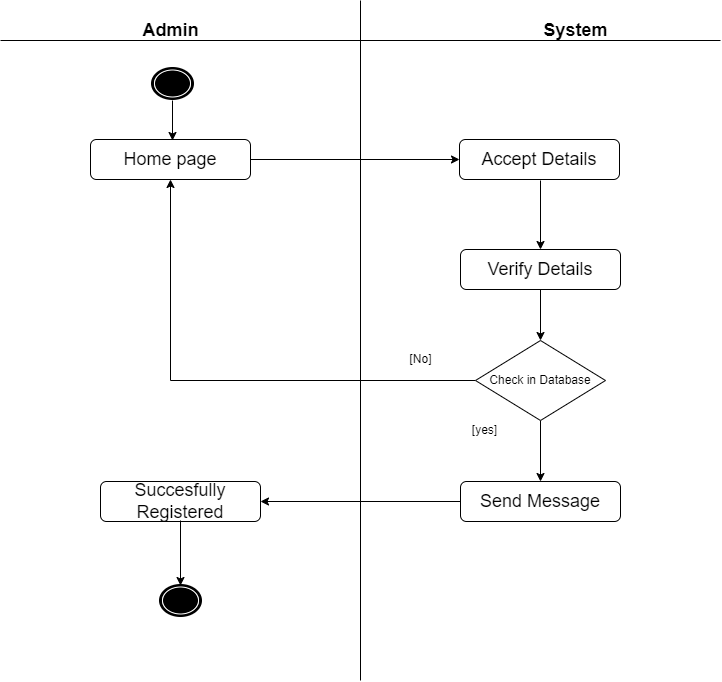 Admin
System
Home page
Accept Details
Verify Details
[No]
Check in Database
[yes]
Succesfully
Registered
Send Message